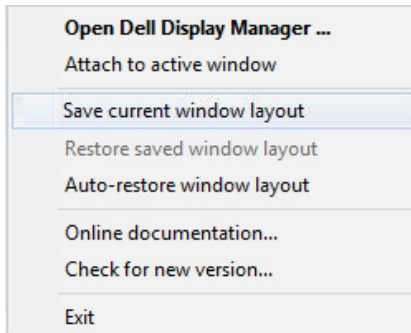 Open Dell Display Manager ...
Attach to active window
Save current window layout
Restore saved window layout
Auto-restore window layout
Online documentation...
Check for new version...
Exit